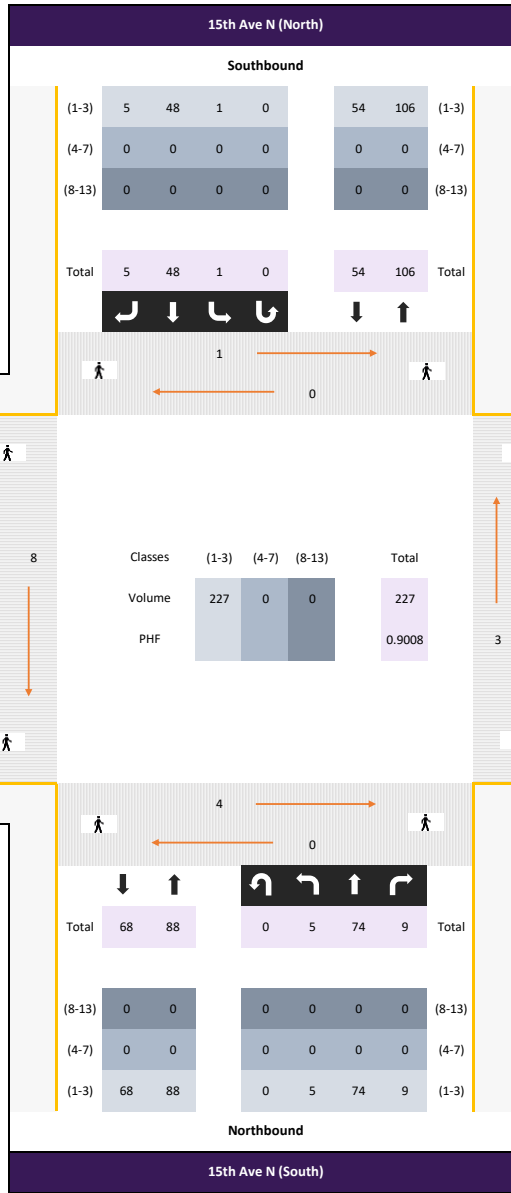 15th Ave N (North)
Southbound
(1-3) 5 48 1 0 54 106 (1-3)
(4-7) 0 0 0 0 0 0 (4-7)
(8-13) 0 0 0 0 0 0 (8-13)
Total 5 48 1 0 54 106 Total
1
0
8
Classes (1-3) (4-7) (8-13) Total
Volume 227 0 0 227
PHF 0.9008
3
4
0
Total 68 88 0 5 74 9 Total
(8-13) 0 0 0 0 0 0 (8-13)
(4-7) 0 0 0 0 0 0 (4-7)
(1-3) 68 88 0 5 74 9 (1-3)
Northbound
15th Ave N (South)